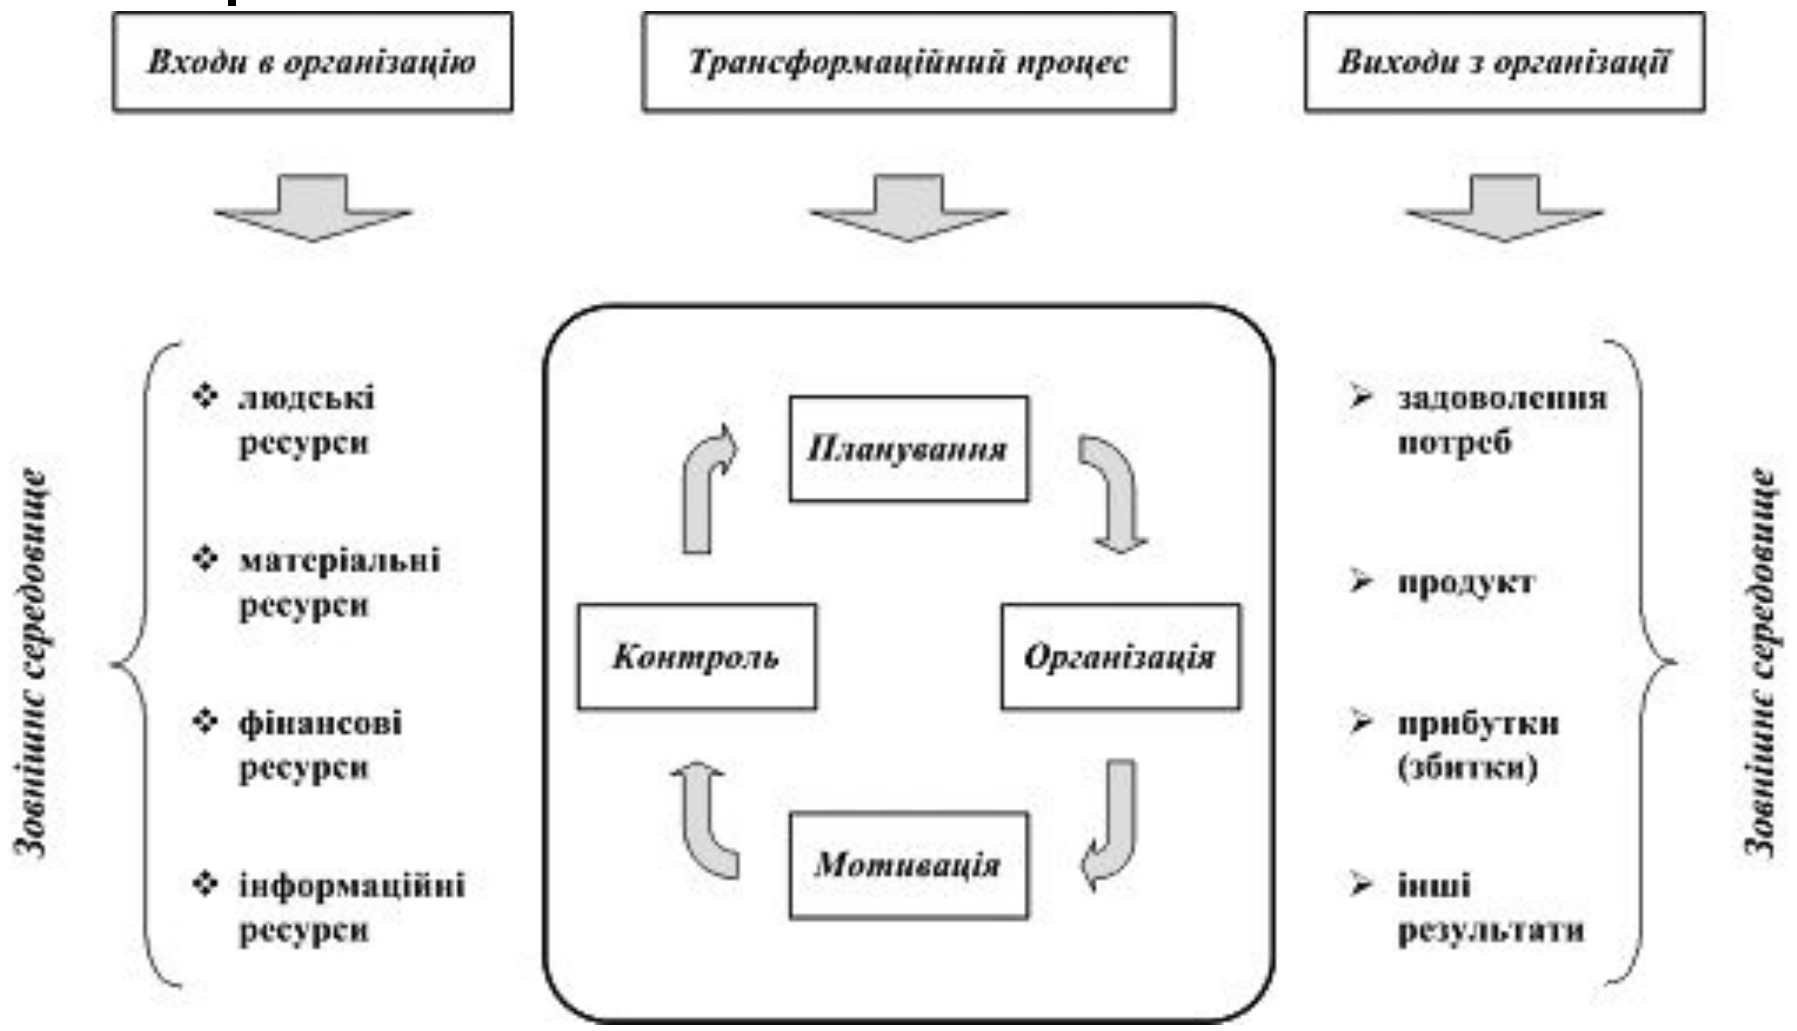 Входи в організацію
Трансформаційний процес
Виходи з організації
Зовнішнє середовище
людські
ресурси
матеріальні
ресурси
фінансові
ресурси
інформаційні
ресурси
Планування
Контроль
Організація
Мотивація
задоволення
потреб
продукт
прибутки
(збитки)
інші
результати
Зовнішнє середовище